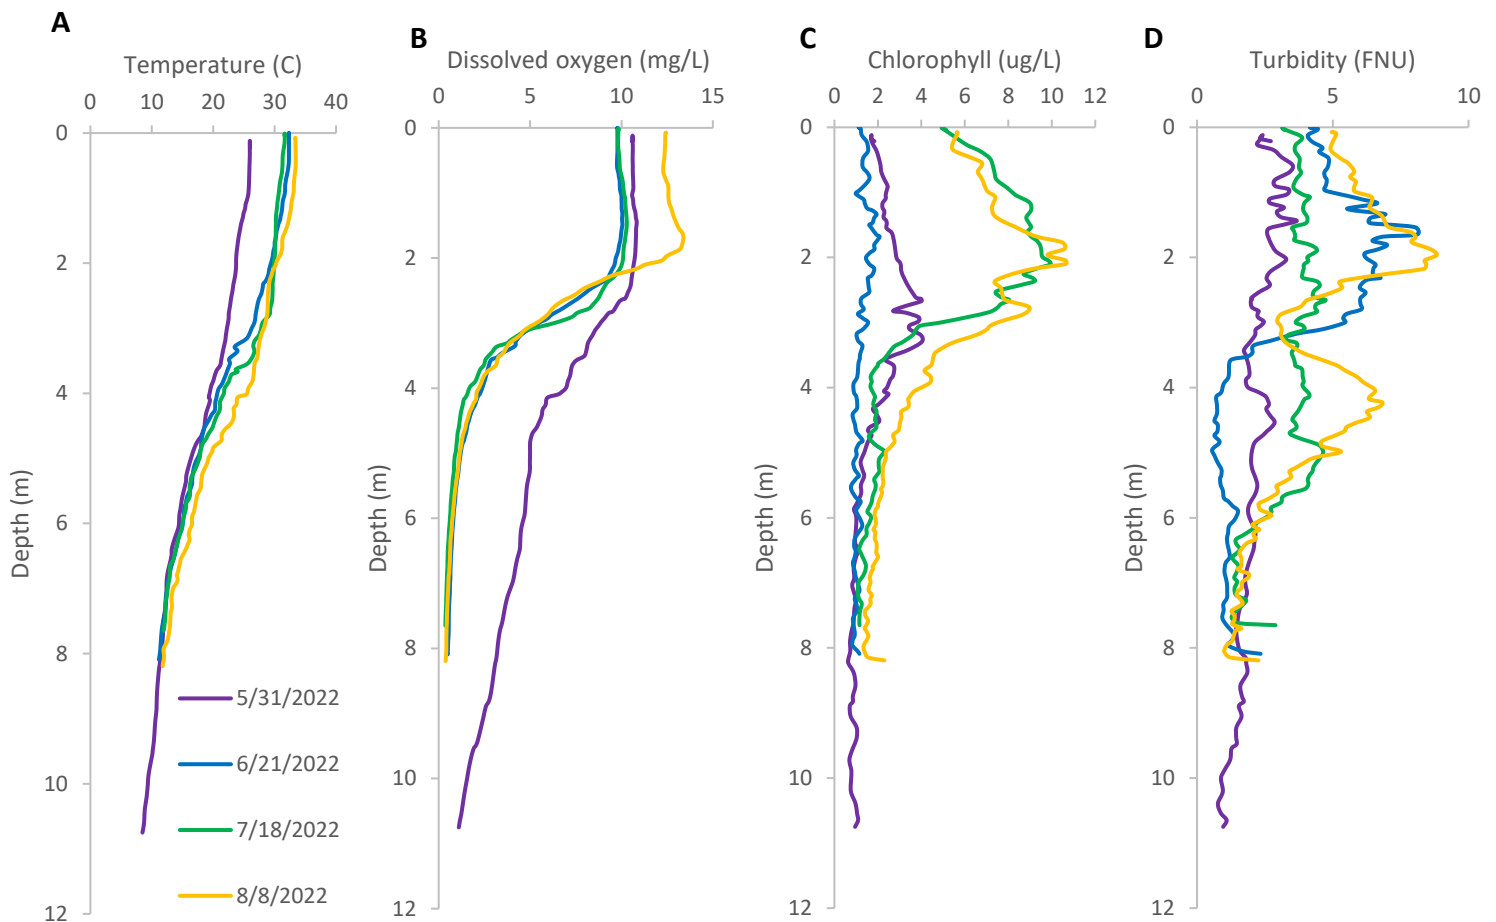 A
Temperature (C)
0 10 20 30 40
0
2
4
6
8
10
12
Depth (m)
5/31/2022
6/21/2022
7/18/2022
8/8/2022
B
Dissolved oxygen (mg/L)
0 5 10 15
0
2
4
6
8
10
12
Depth (m)
C
Chlorophyll (ug/L)
0 2 4 6 8 10 12
0
2
4
6
8
10
12
Depth (m)
D
Turbidity (FNU)
0 5 10
0
2
4
6
8
10
12
Depth (m)